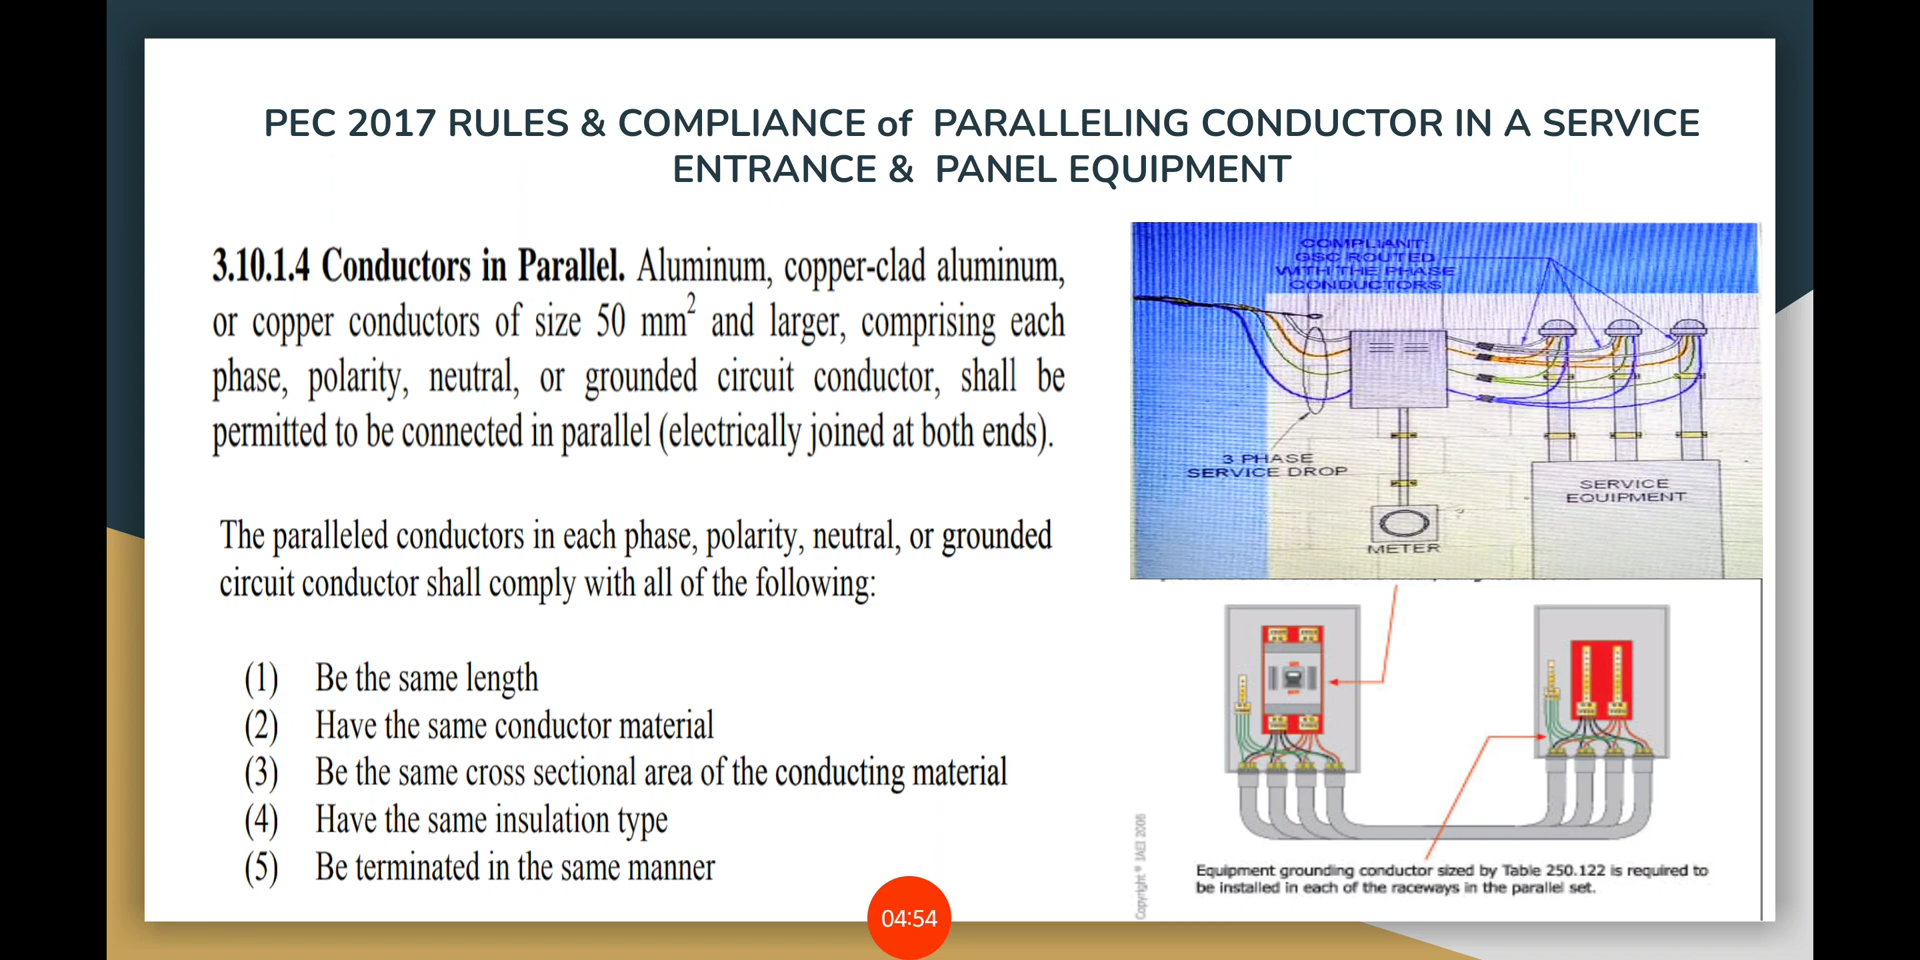 PEC 2017 RULES & COMPLIANCE of PARALLELING CONDUCTOR IN A SERVICE
ENTRANCE & PANEL EQUIPMENT
3.10.1.4 Conductors in Parallel. Aluminum, copper-clad aluminum,
or copper conductors of size 50 mm² and larger, comprising each
phase, polarity, neutral, or grounded circuit conductor, shall be
permitted to be connected in parallel (electrically joined at both ends).
The paralleled conductors in each phase, polarity, neutral, or grounded
circuit conductor shall comply with all of the following:
(1) Be the same length
(2) Have the same conductor material
(3) Be the same cross sectional area of the conducting material
(4) Have the same insulation type
(5) Be terminated in the same manner
COMPLIANT:
GSC ROUTED
WITH THE PHASE
CONDUCTORS
3 PHASE
SERVICE DROP
METER
SERVICE
EQUIPMENT
Equipment grounding conductor sized by Table 250.122 is required to
be installed in each of the raceways in the parallel set.
Copyright® IAEI 2008
04:54